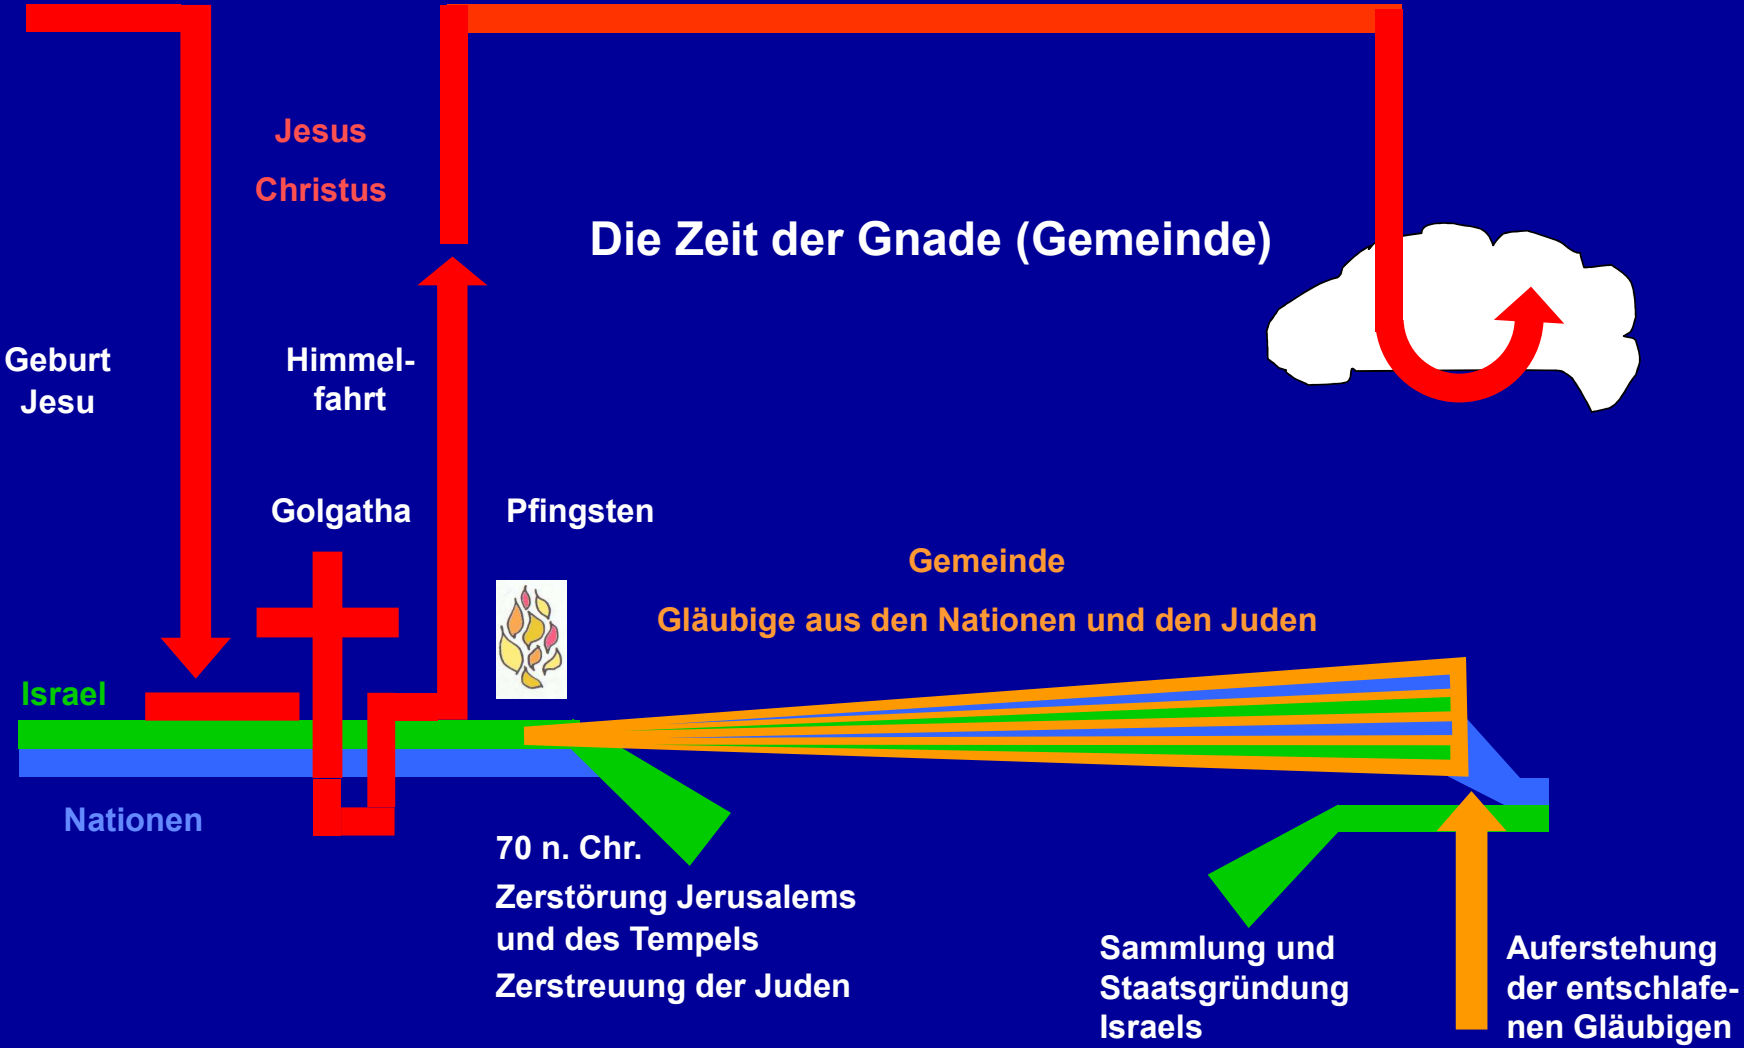 Jesus
Christus
Die Zeit der Gnade (Gemeinde)
Geburt
Jesu
Himmel-
fahrt
Golgatha
Pfingsten
Gemeinde
Gläubige aus den Nationen und den Juden
Israel
Nationen
70 n. Chr.
Zerstörung Jerusalems
und des Tempels
Zerstreuung der Juden
Sammlung und
Staatsgründung
Israels
Auferstehung
der entschlafe-
nen Gläubigen